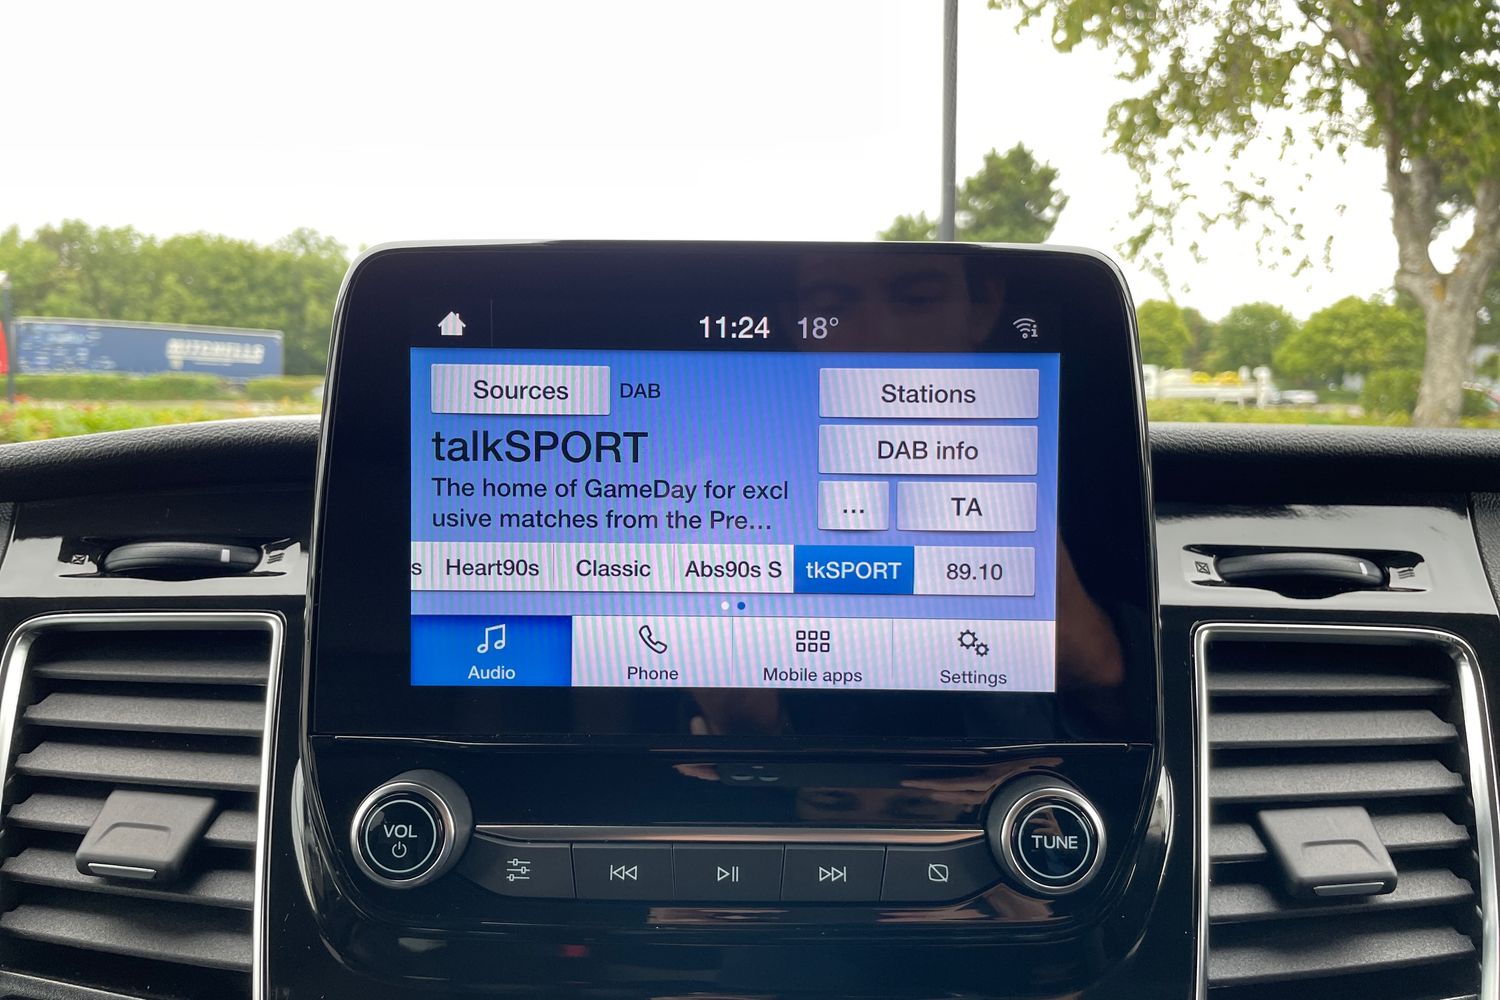 11:24 18°
Sources DAB
Stations
talkSPORT
DAB info
The home of GameDay for excl
usive matches from the Pre...
... TA
s Heart90s Classic Abs90s S tkSPORT 89.10
Audio Phone Mobile apps Settings
VOL
TUNE